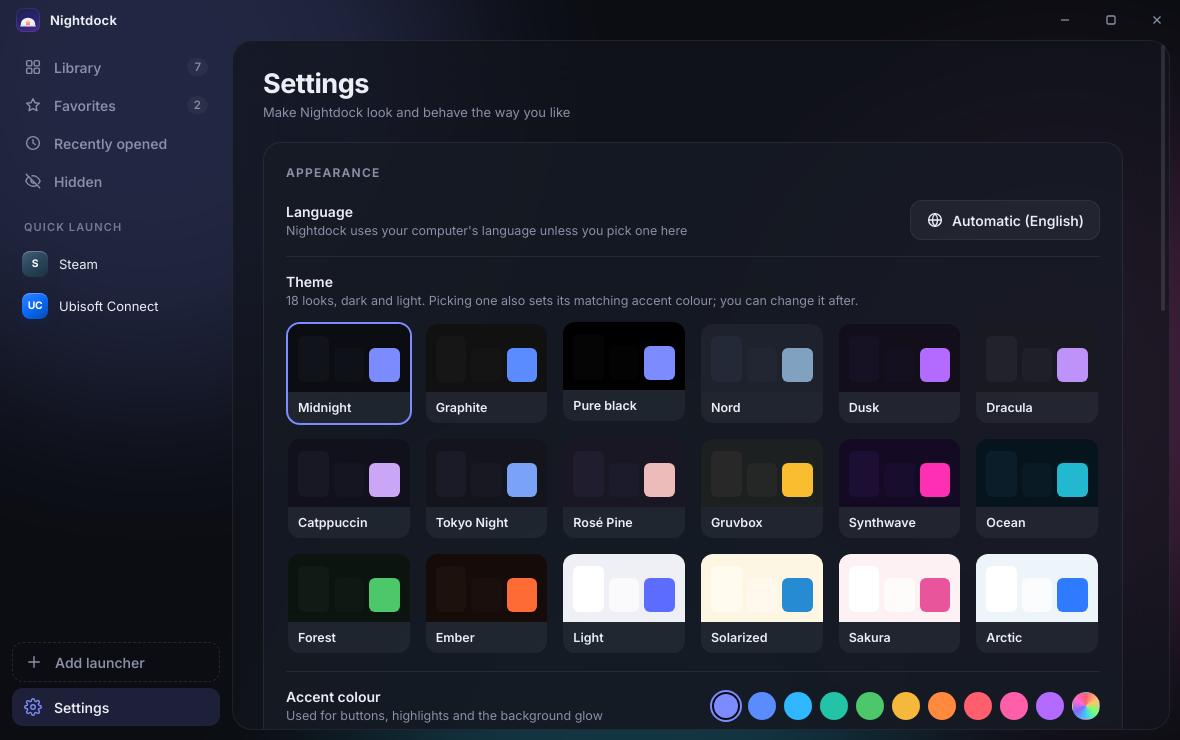 Nightdock
Library 7
Favorites 2
Recently opened
Hidden
QUICK LAUNCH
S Steam
UC Ubisoft Connect
Add launcher
Settings
Settings
Make Nightdock look and behave the way you like
APPEARANCE
Language
Nightdock uses your computer's language unless you pick one here
Automatic (English)
Theme
18 looks, dark and light. Picking one also sets its matching accent colour; you can change it after.
Midnight Graphite Pure black Nord Dusk Dracula
Catppuccin Tokyo Night Rosé Pine Gruvbox Synthwave Ocean
Forest Ember Light Solarized Sakura Arctic
Accent colour
Used for buttons, highlights and the background glow